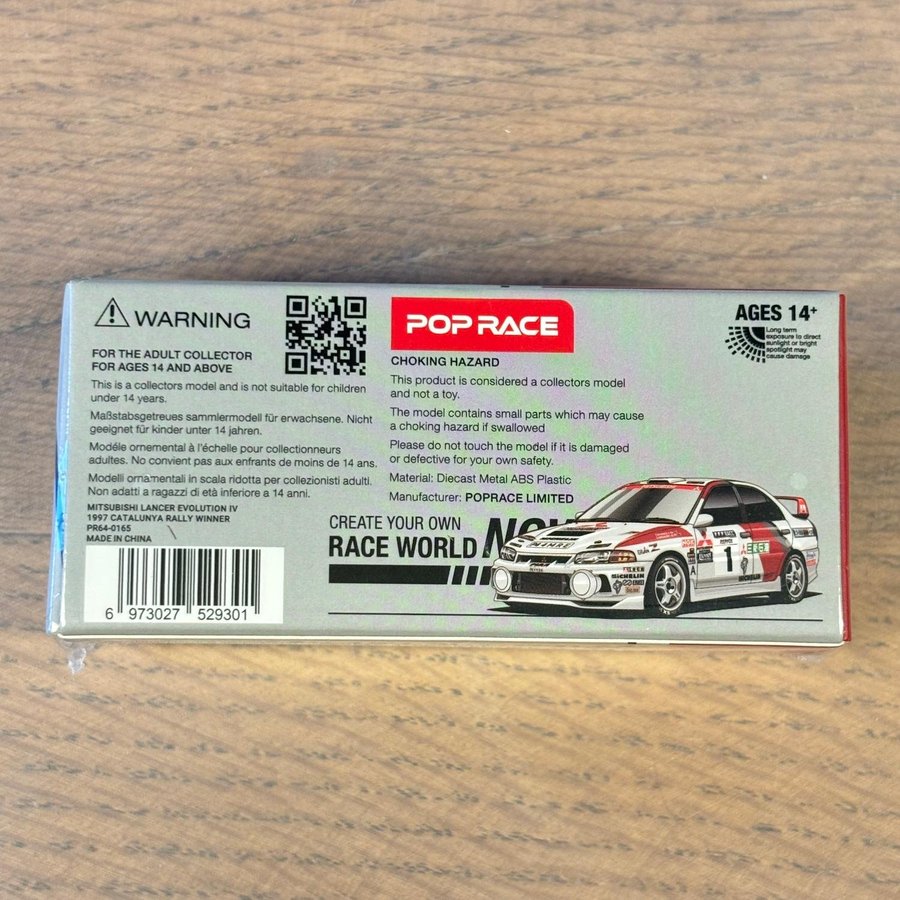 WARNING
FOR THE ADULT COLLECTOR
FOR AGES 14 AND ABOVE
This is a collectors model and is not suitable for children
under 14 years.
Maßstabsgetreues sammlermodell für erwachsene. Nicht
geeignet für kinder unter 14 jahren.
Modéle ornemental à l'échelle pour collectionneurs
adultes. No convient pas aux enfrants de moins de 14 ans.
Modelli ornamentali in scala ridotta per collezionisti adulti.
Non adatti a ragazzi di età inferiore a 14 anni.
MITSUBISHI LANCER EVOLUTION IV
1997 CATALUNYA RALLY WINNER
PR64-0165
MADE IN CHINA
6 973027 529301
POP RACE
CHOKING HAZARD
This product is considered a collectors model
and not a toy.
The model contains small parts which may cause
a choking hazard if swallowed
Please do not touch the model if it is damaged
or defective for your own safety.
Material: Diecast Metal ABS Plastic
Manufacturer: POPRACE LIMITED
AGES 14+
Long term
exposure to direct
sunlight or bright
spotlight may
cause damage
CREATE YOUR OWN
RACE WORLD
1
MICHELIN
MICHELIN